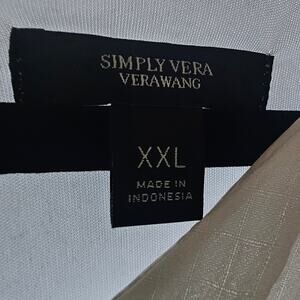 SIMPLY VERA
VERAWANG
XXL
MADE IN
INDONESIA